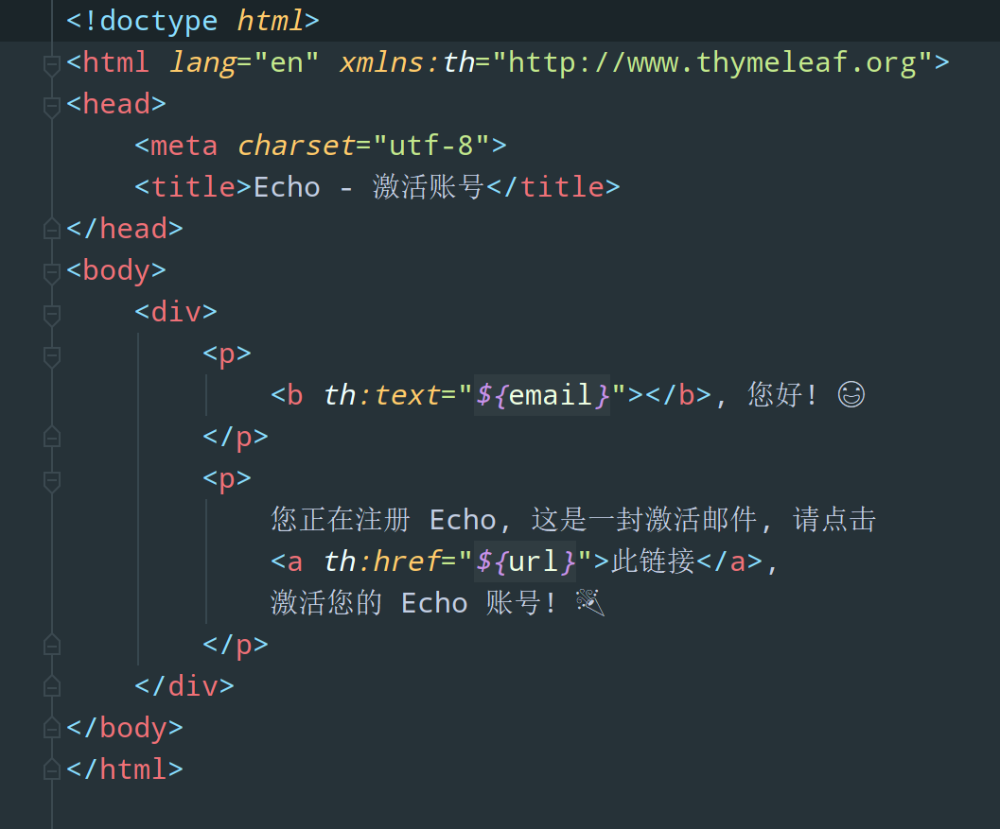 <!doctype html>
<html lang="en" xmlns:th="http://www.thymeleaf.org">
<head>
    <meta charset="utf-8">
    <title>Echo - 激活账号</title>
</head>
<body>
    <div>
        <p>
            <b th:text="${email}"></b>, 您好! 😄
        </p>
        <p>
            您正在注册 Echo, 这是一封激活邮件, 请点击
            <a th:href="${url}">此链接</a>,
            激活您的 Echo 账号! 🎉
        </p>
    </div>
</body>
</html>